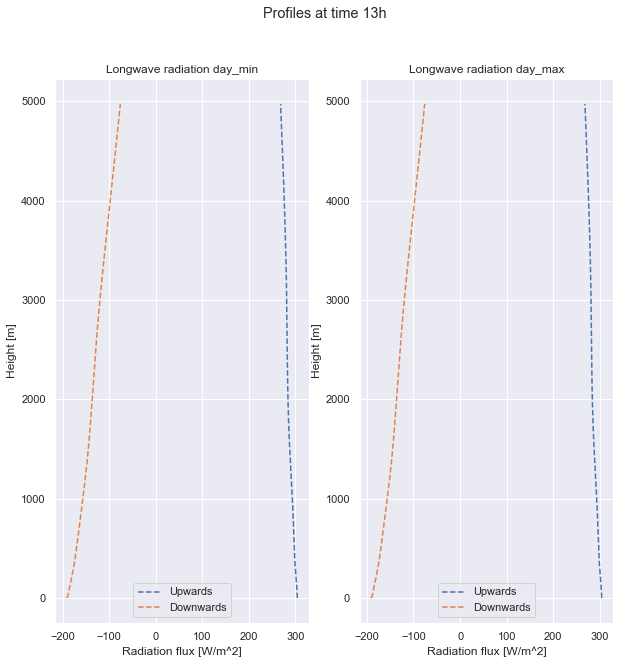 Profiles at time 13h
Longwave radiation day_min
Longwave radiation day_max
5000
4000
3000
2000
1000
0
Height [m]
5000
4000
3000
2000
1000
0
Height [m]
Upwards
Downwards
Upwards
Downwards
−200 −100 0 100 200 300
−200 −100 0 100 200 300
Radiation flux [W/m^2]
Radiation flux [W/m^2]